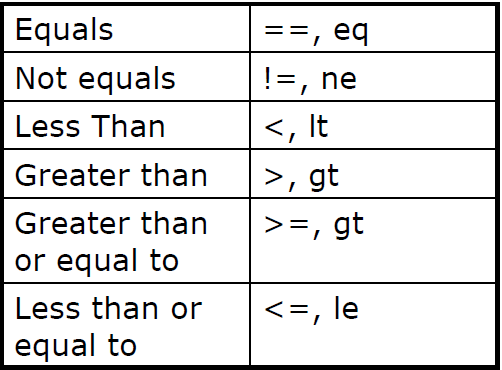 Equals ==, eq
Not equals !=, ne
Less Than <, lt
Greater than >, gt
Greater than >=, gt
or equal to
Less than or <=, le
equal to